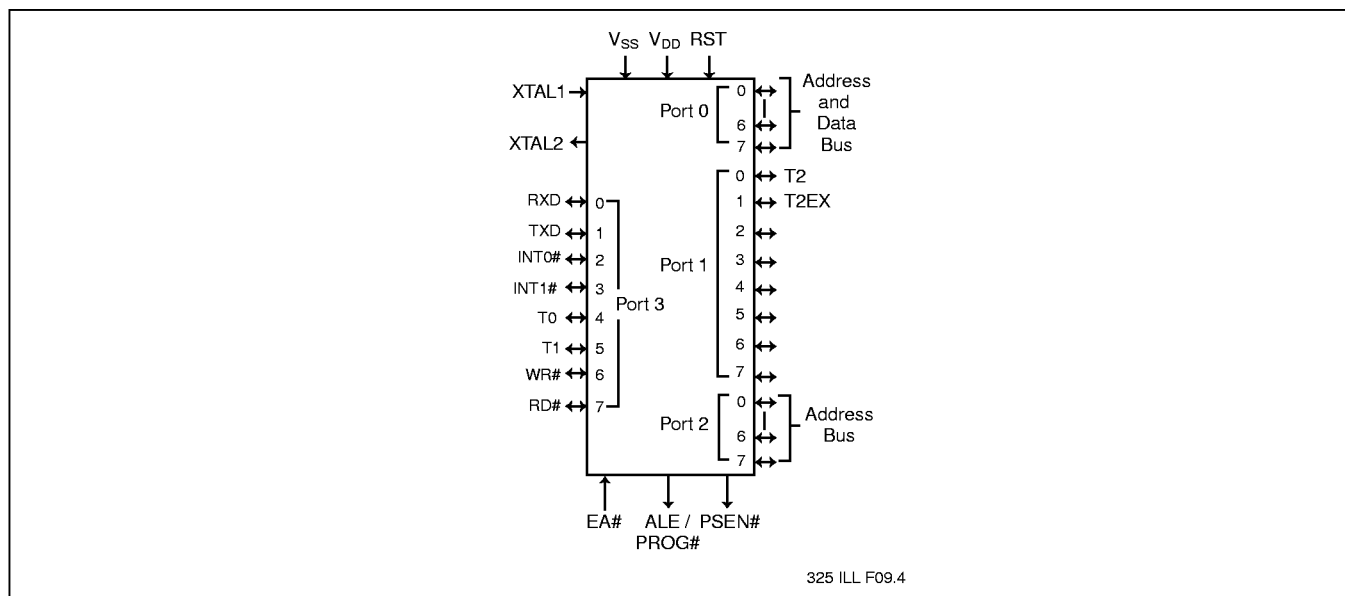 VSS VDD RST
XTAL1
XTAL2
RXD 0
TXD 1
INT0# 2
INT1# 3
T0 4
T1 5
WR# 6
RD# 7
Port 3
Port 0
0
6
7
Address
and
Data
Bus
Port 1
0 T2
1 T2EX
2
3
4
5
6
7
Port 2
0
6
7
Address
Bus
EA# ALE / PSEN#
PROG#
325 ILL F09.4